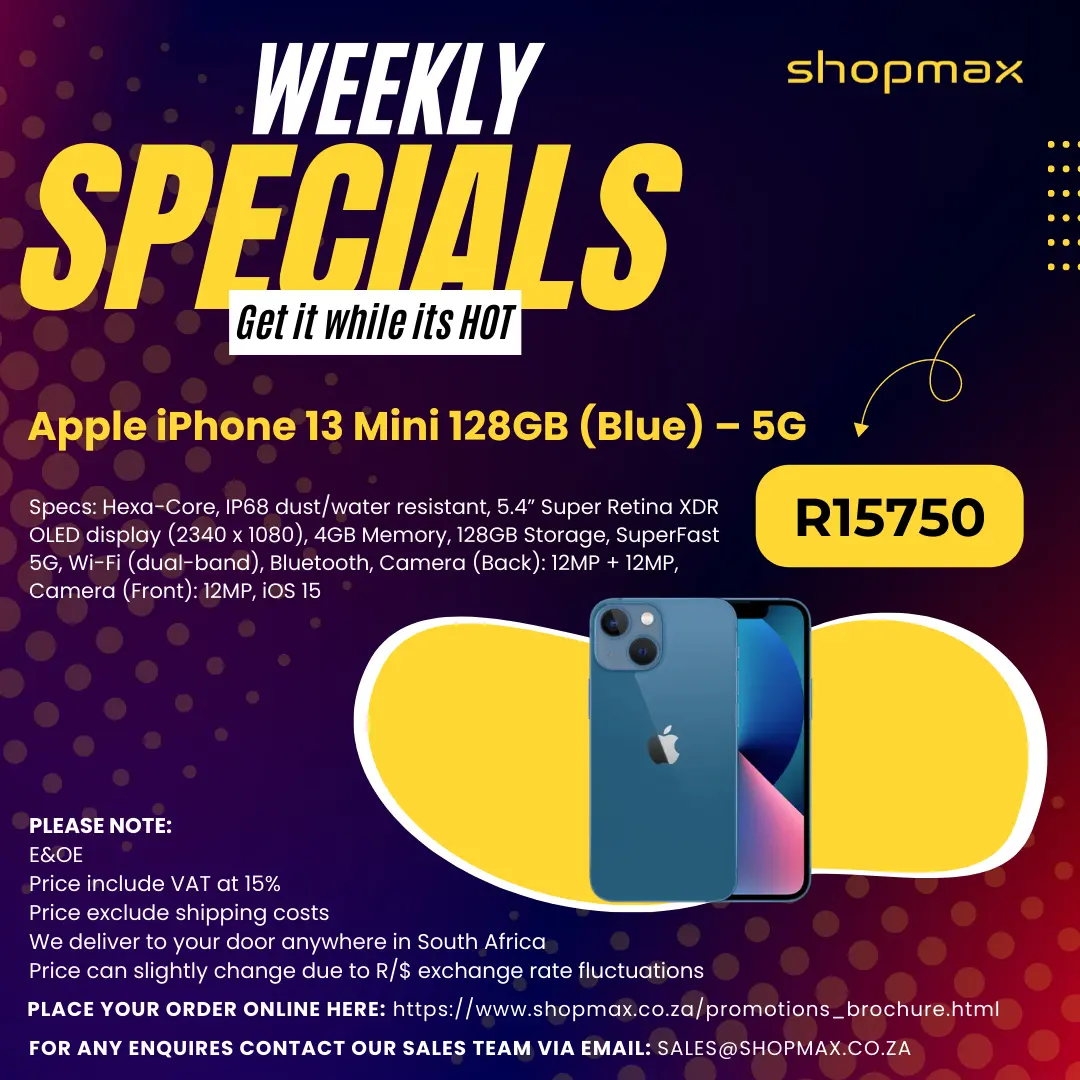 WEEKLY
shopmax
SPECIALS
Get it while its HOT
Apple iPhone 13 Mini 128GB (Blue) – 5G
R15750
Specs: Hexa-Core, IP68 dust/water resistant, 5.4” Super Retina XDR
OLED display (2340 x 1080), 4GB Memory, 128GB Storage, SuperFast
5G, Wi-Fi (dual-band), Bluetooth, Camera (Back): 12MP + 12MP,
Camera (Front): 12MP, iOS 15
PLEASE NOTE:
E&OE
Price include VAT at 15%
Price exclude shipping costs
We deliver to your door anywhere in South Africa
Price can slightly change due to R/$ exchange rate fluctuations
PLACE YOUR ORDER ONLINE HERE: https://www.shopmax.co.za/promotions_brochure.html
FOR ANY ENQUIRES CONTACT OUR SALES TEAM VIA EMAIL: SALES@SHOPMAX.CO.ZA